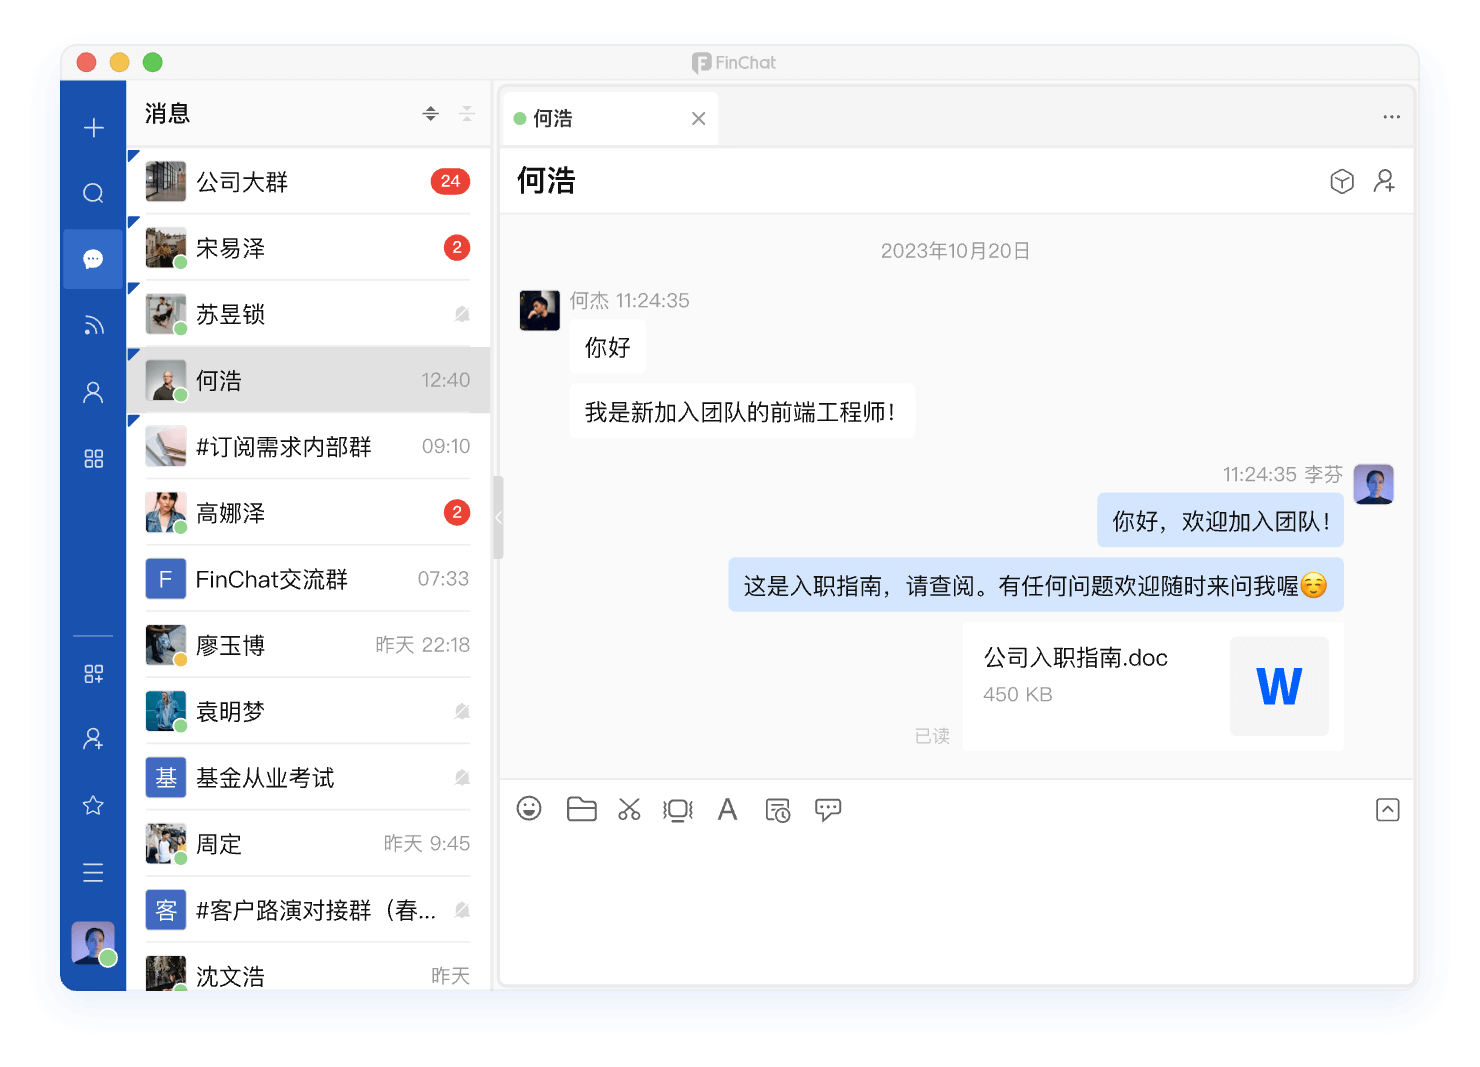 FinChat
消息
公司大群
24
宋易泽
2
苏昱锁
何浩
12:40
#订阅需求内部群
09:10
高娜泽
2
F
FinChat交流群
07:33
廖玉博
昨天 22:18
袁明梦
基
基金从业考试
周定
昨天 9:45
客
#客户路演对接群（春...
沈文浩
昨天
何浩
何浩
2023年10月20日
何杰 11:24:35
你好
我是新加入团队的前端工程师！
11:24:35 李芬
你好，欢迎加入团队！
这是入职指南，请查阅。有任何问题欢迎随时来问我喔☺️
公司入职指南.doc
450 KB
W
已读
A